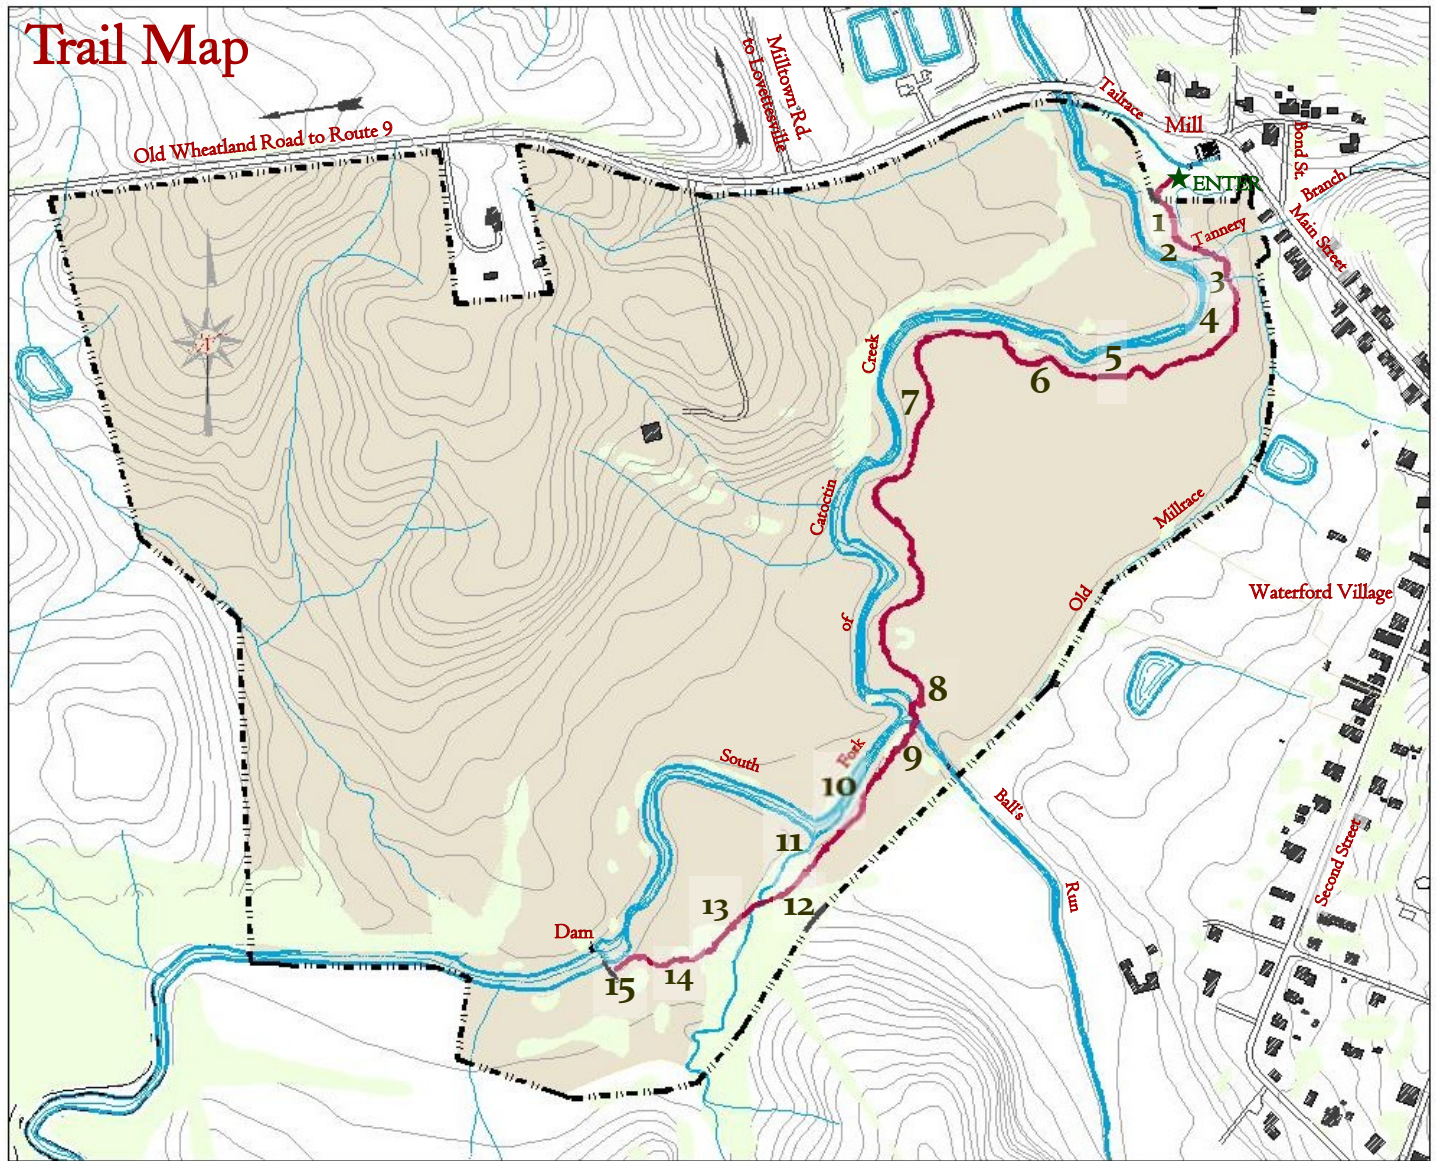 Trail Map
Old Wheatland Road to Route 9
Milltown Rd.
to Lovettesville
Tailrace
Mill
Bond St.
ENTER
Branch
Tannery
Main Street
1
2
3
4
5
6
7
Creek
Catoctin
of
Millrace
Old
Waterford Village
8
9
Fork
South
10
11
12
13
14
15
Dam
Ball's
Run
Second Street